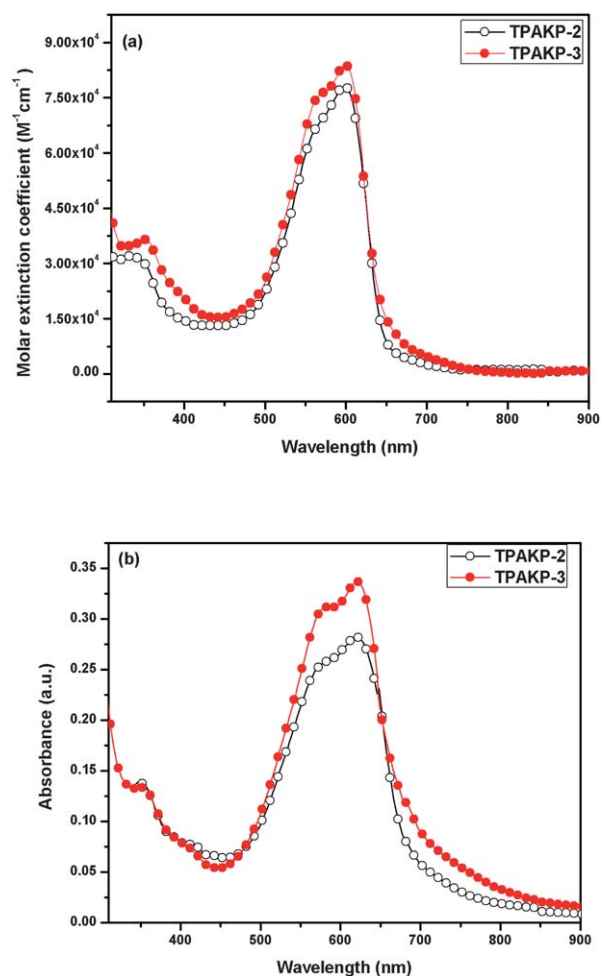 (a)
TPAKP-2
TPAKP-3
Molar extinction coefficient (M⁻¹cm⁻¹)
9.00x10⁴
7.50x10⁴
6.00x10⁴
4.50x10⁴
3.00x10⁴
1.50x10⁴
0.00
400 500 600 700 800 900
Wavelength (nm)
(b)
TPAKP-2
TPAKP-3
Absorbance (a.u.)
0.35
0.30
0.25
0.20
0.15
0.10
0.05
0.00
400 500 600 700 800 900
Wavelength (nm)